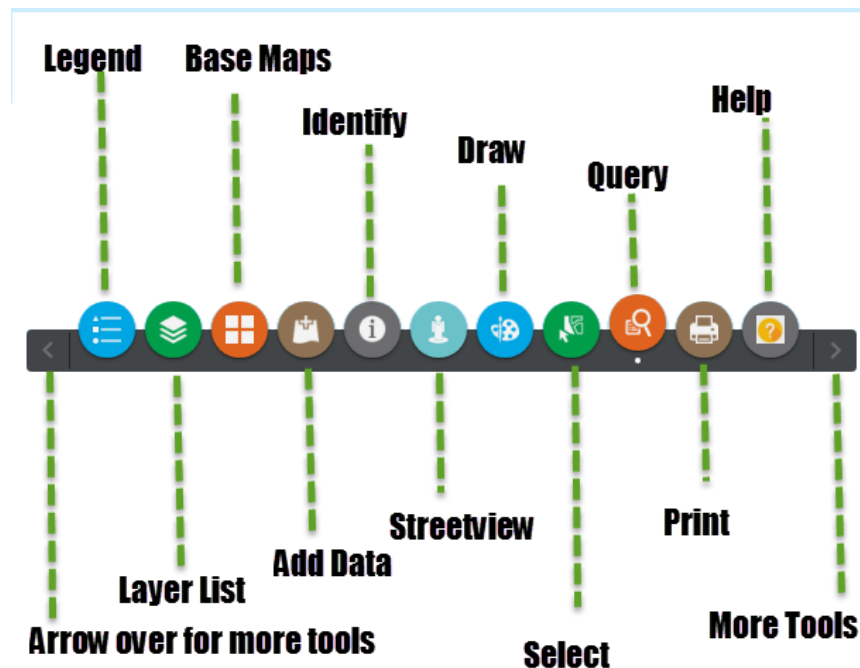 Legend
Base Maps
Identify
Help
Draw
Query
Streetview
Print
Add Data
Layer List
More Tools
Arrow over for more tools
Select